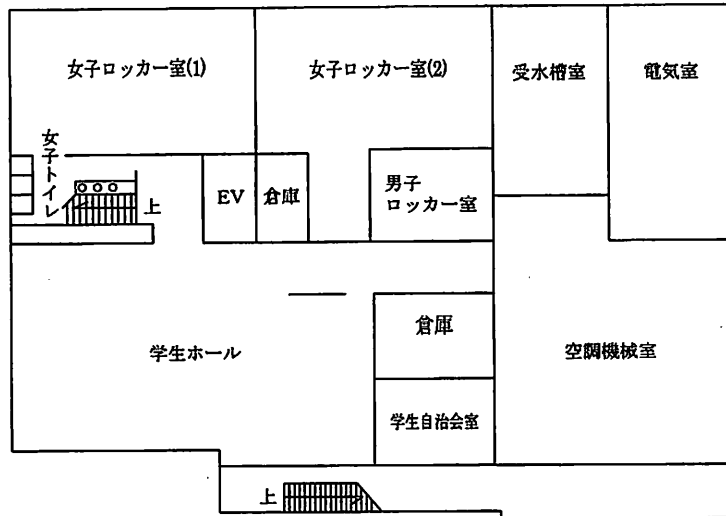 女子ロッカー室(1)
女子ロッカー室(2)
受水槽室
電気室
女子トイレ
上
EV
倉庫
男子
ロッカー室
学生ホール
倉庫
空調機械室
学生自治会室
上